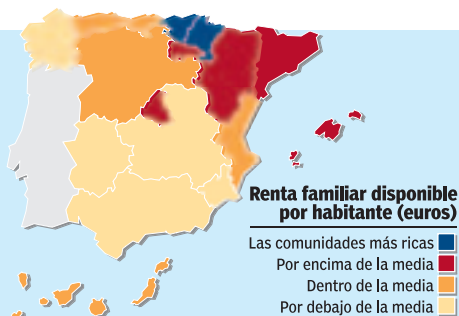 Renta familiar disponible
por habitante (euros)
Las comunidades más ricas
Por encima de la media
Dentro de la media
Por debajo de la media